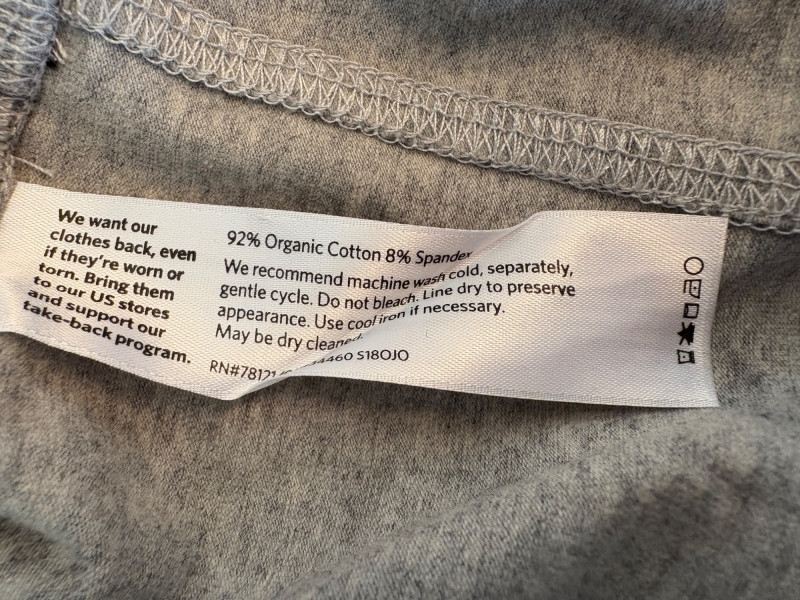 We want our
clothes back, even
if they're worn or
torn. Bring them
to our US stores
and support our
take-back program.
92% Organic Cotton 8% Spandex
We recommend machine wash cold, separately,
gentle cycle. Do not bleach. Line dry to preserve
appearance. Use cool iron if necessary.
May be dry cleaned.
S18OJO